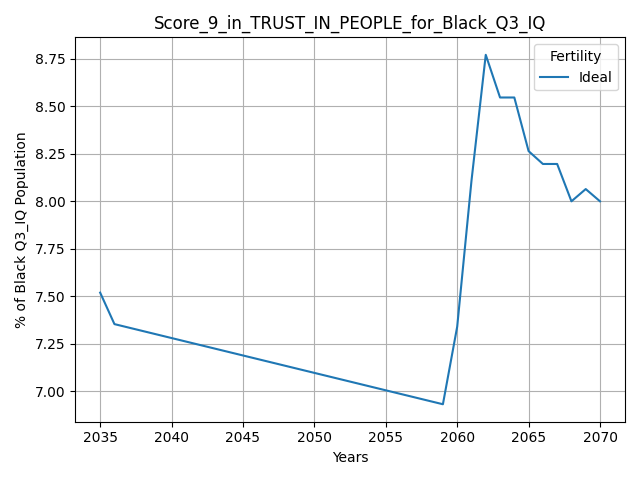 Score_9_in_TRUST_IN_PEOPLE_for_Black_Q3_IQ
Fertility
Ideal
% of Black Q3_IQ Population
8.75
8.50
8.25
8.00
7.75
7.50
7.25
7.00
2035 2040 2045 2050 2055 2060 2065 2070
Years